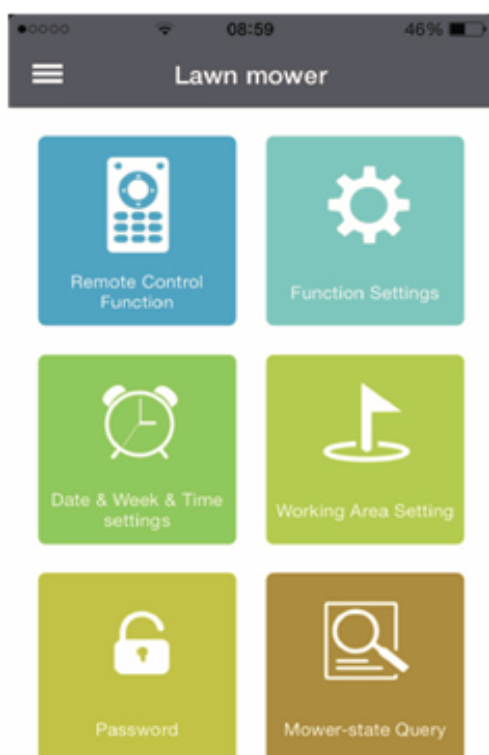 08:59
46%
Lawn mower
Remote Control
Function
Function Settings
Date & Week & Time
settings
Working Area Setting
Password
Mower-state Query